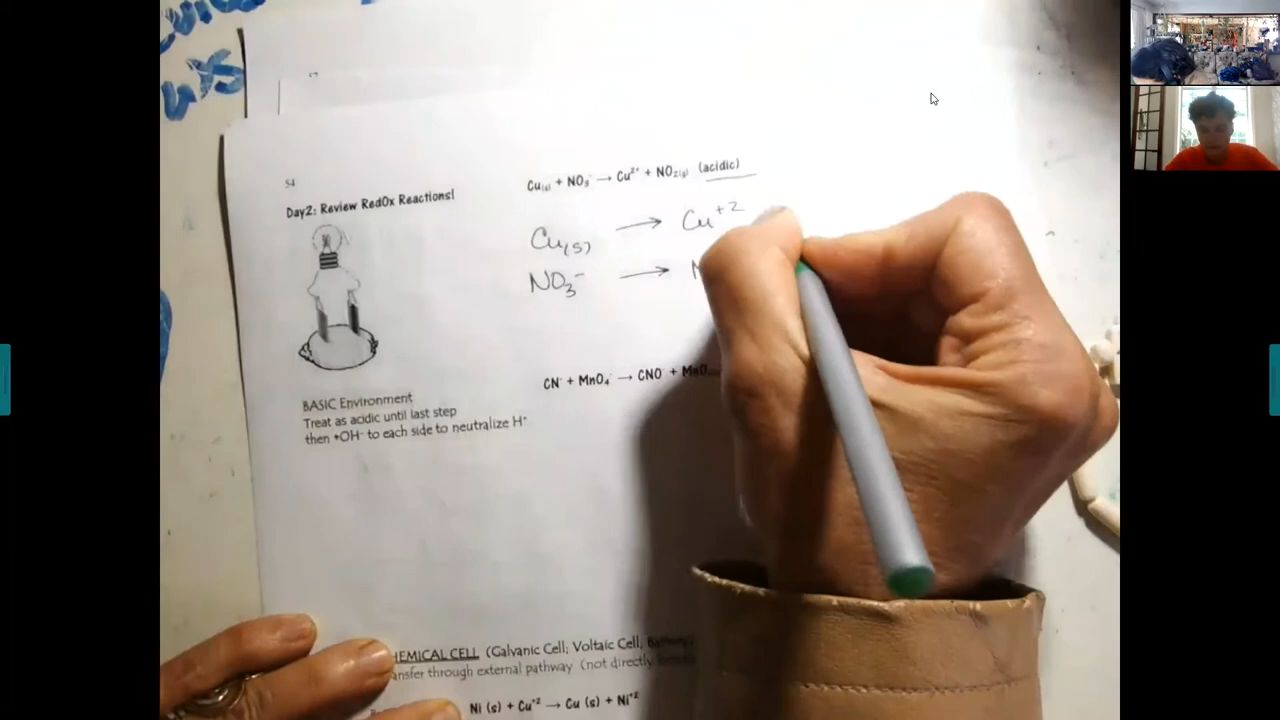 54
Day2: Review RedOx Reactions!
Cu(s) + NO₃⁻ → Cu²⁺ + NO₂(g) (acidic)
Cu(s) → Cu⁺²
NO₃⁻ → N
CN⁻ + MnO₄⁻ → CNO⁻ + MnO
BASIC Environment
Treat as acidic until last step
then +OH⁻ to each side to neutralize H⁺
HEMICAL CELL (Galvanic Cell; Voltaic Cell; Battery)
ansfer through external pathway (not directly
Ni (s) + Cu⁺² → Cu (s) + Ni⁺²